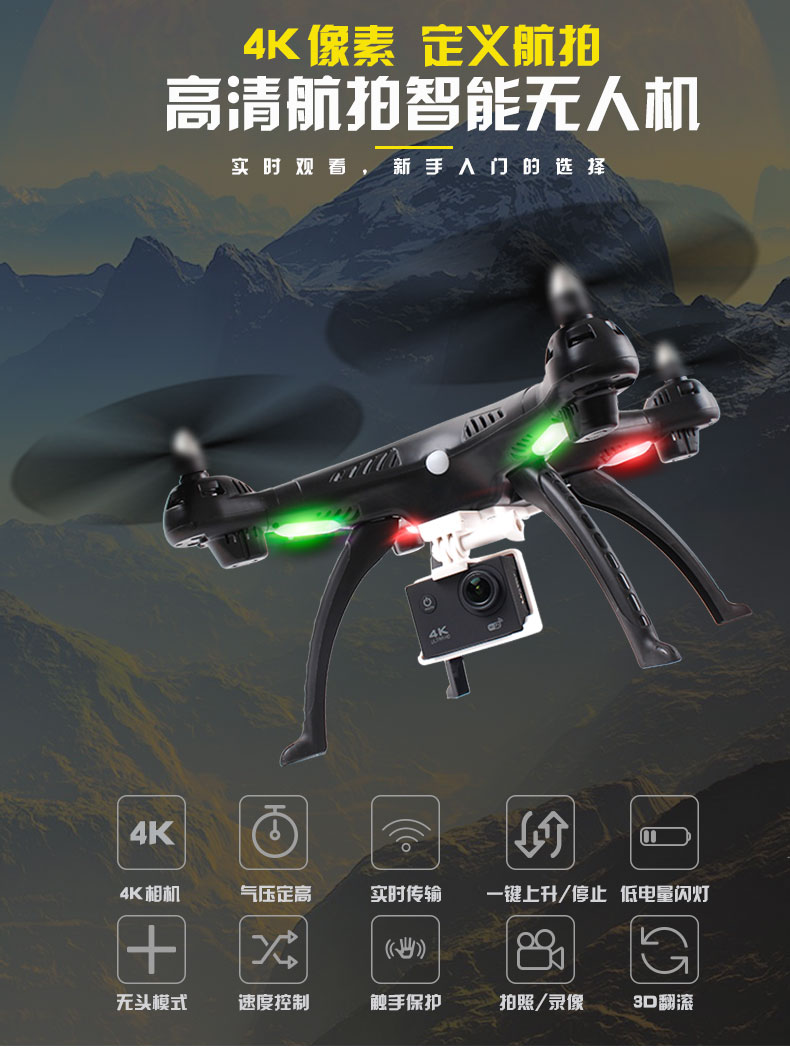 4K像素 定义航拍
高清航拍智能无人机
实时观看，新手入门的选择
4K
4K
4K相机 气压定高 实时传输 一键上升/停止 低电量闪灯
无头模式 速度控制 触手保护 拍照/录像 3D翻滚